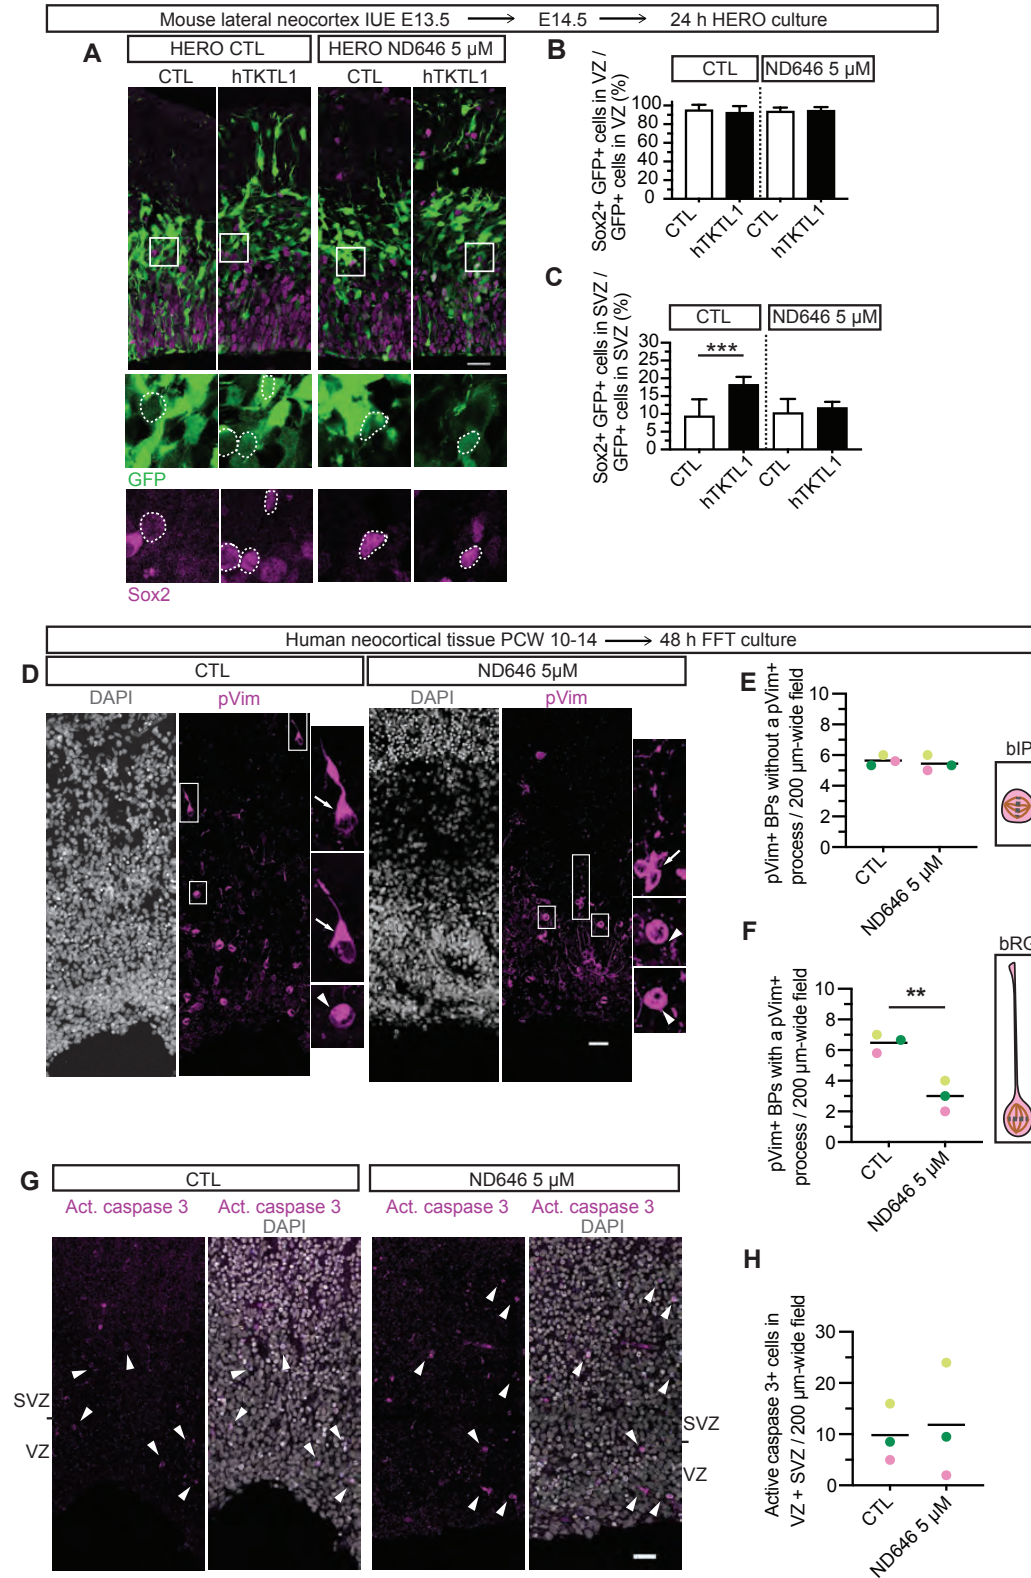 Mouse lateral neocortex IUE E13.5 → E14.5 → 24 h HERO culture
A
HERO CTL
HERO ND646 5 µM
CTL
hTKTL1
CTL
hTKTL1
GFP
Sox2
B
CTL
ND646 5 µM
Sox2+ GFP+ cells in VZ /
GFP+ cells in VZ (%)
100
80
60
40
20
0
CTL
hTKTL1
CTL
hTKTL1
C
CTL
ND646 5 µM
Sox2+ GFP+ cells in SVZ /
GFP+ cells in SVZ (%)
30
25
20
15
10
5
0
***
CTL
hTKTL1
CTL
hTKTL1
Human neocortical tissue PCW 10-14 → 48 h FFT culture
D
CTL
ND646 5µM
DAPI
pVim
DAPI
pVim
E
pVim+ BPs without a pVim+
process / 200 µm-wide field
10
8
6
4
2
0
CTL
ND646 5 µM
bIP
F
pVim+ BPs with a pVim+
process / 200 µm-wide field
10
8
6
4
2
0
**
CTL
ND646 5 µM
bRG
G
CTL
ND646 5 µM
Act. caspase 3
Act. caspase 3
DAPI
Act. caspase 3
Act. caspase 3
DAPI
SVZ
VZ
SVZ
VZ
H
Active caspase 3+ cells in
VZ + SVZ / 200 µm-wide field
30
20
10
0
CTL
ND646 5 µM